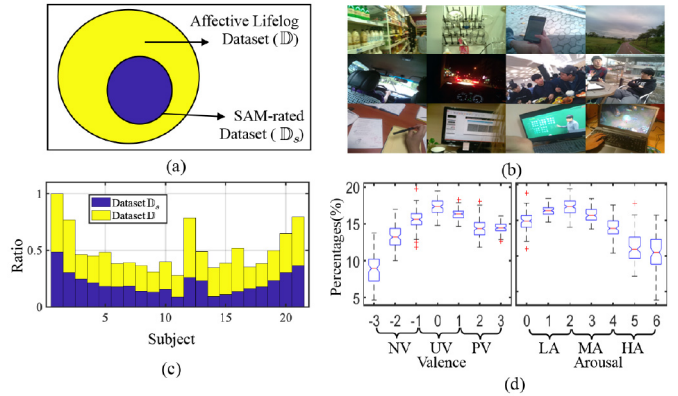 Affective Lifelog
Dataset (𝔻)
SAM-rated
Dataset (𝔻s)
(a)
(b)
1
0.5
0
Ratio
Dataset 𝔻s
Dataset 𝔻
5
10
15
20
Subject
(c)
20
15
10
5
Percentages(%)
-3 -2 -1 0 1 2 3
NV UV PV
Valence
0 1 2 3 4 5 6
LA MA HA
Arousal
(d)